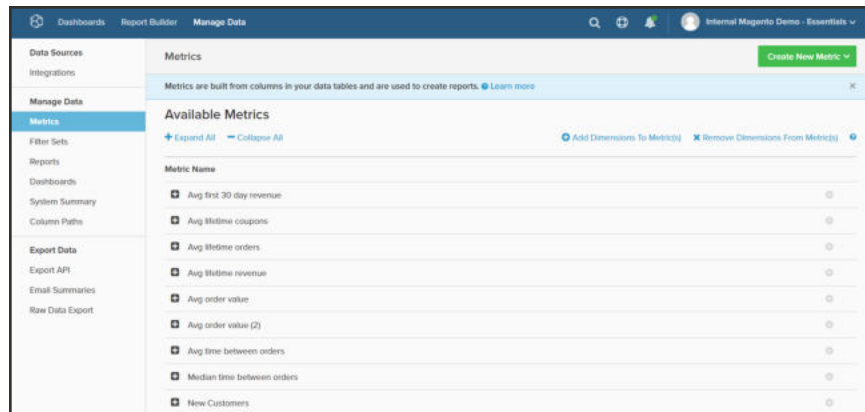 Dashboards Report Builder Manage Data Internal Magento Demo - Essentials
Data Sources
Integrations
Manage Data
Metrics
Filter Sets
Reports
Dashboards
System Summary
Column Paths
Export Data
Export API
Email Summaries
Raw Data Export
Metrics
Create New Metric
Metrics are built from columns in your data tables and are used to create reports. Learn more
Available Metrics
Expand All Collapse All Add Dimensions To Metric(s) Remove Dimensions From Metric(s)
Metric Name
Avg first 30 day revenue
Avg lifetime coupons
Avg lifetime orders
Avg lifetime revenue
Avg order value
Avg order value (2)
Avg time between orders
Median time between orders
New Customers